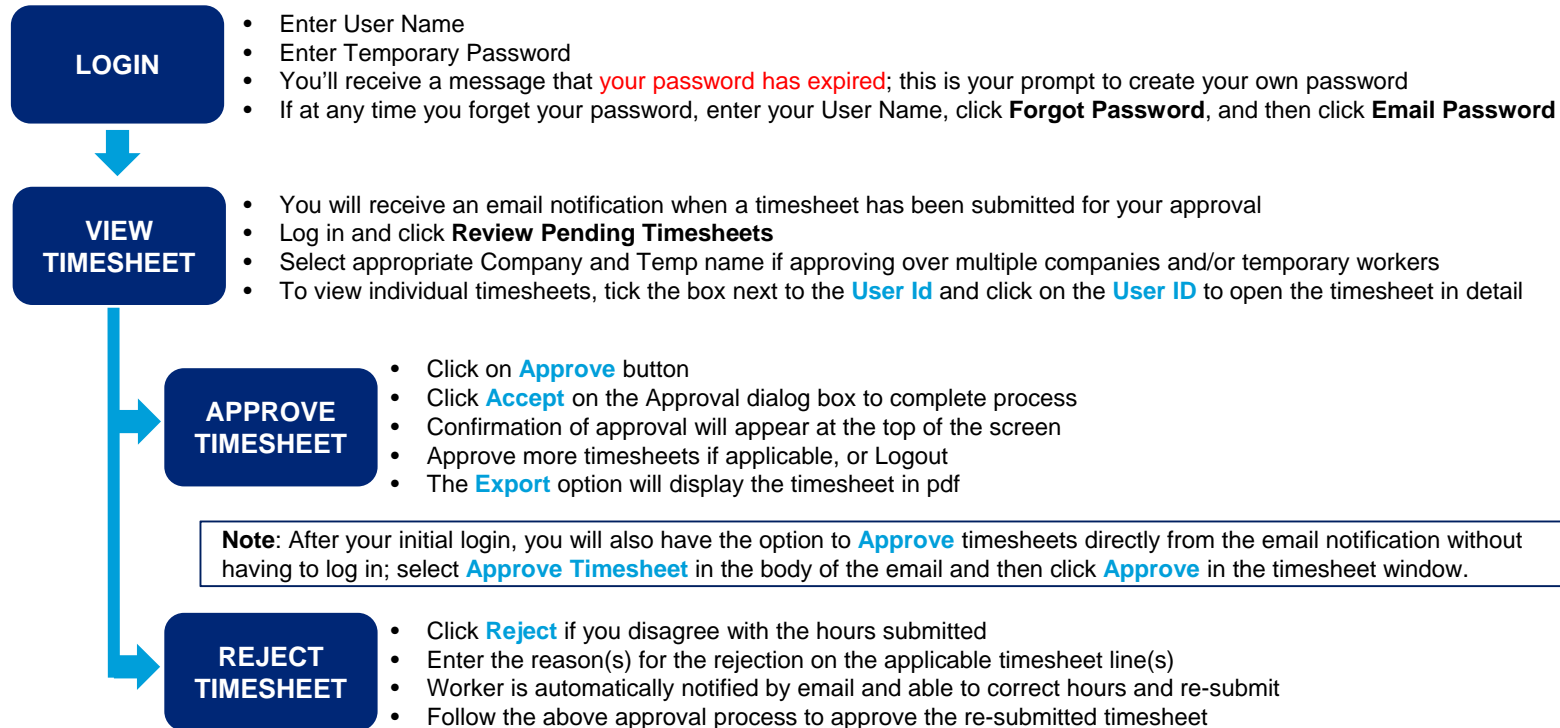 LOGIN
• Enter User Name
• Enter Temporary Password
• You'll receive a message that your password has expired; this is your prompt to create your own password
• If at any time you forget your password, enter your User Name, click Forgot Password, and then click Email Password
VIEW
TIMESHEET
• You will receive an email notification when a timesheet has been submitted for your approval
• Log in and click Review Pending Timesheets
• Select appropriate Company and Temp name if approving over multiple companies and/or temporary workers
• To view individual timesheets, tick the box next to the User Id and click on the User ID to open the timesheet in detail
APPROVE
TIMESHEET
• Click on Approve button
• Click Accept on the Approval dialog box to complete process
• Confirmation of approval will appear at the top of the screen
• Approve more timesheets if applicable, or Logout
• The Export option will display the timesheet in pdf
Note: After your initial login, you will also have the option to Approve timesheets directly from the email notification without
having to log in; select Approve Timesheet in the body of the email and then click Approve in the timesheet window.
REJECT
TIMESHEET
• Click Reject if you disagree with the hours submitted
• Enter the reason(s) for the rejection on the applicable timesheet line(s)
• Worker is automatically notified by email and able to correct hours and re-submit
• Follow the above approval process to approve the re-submitted timesheet